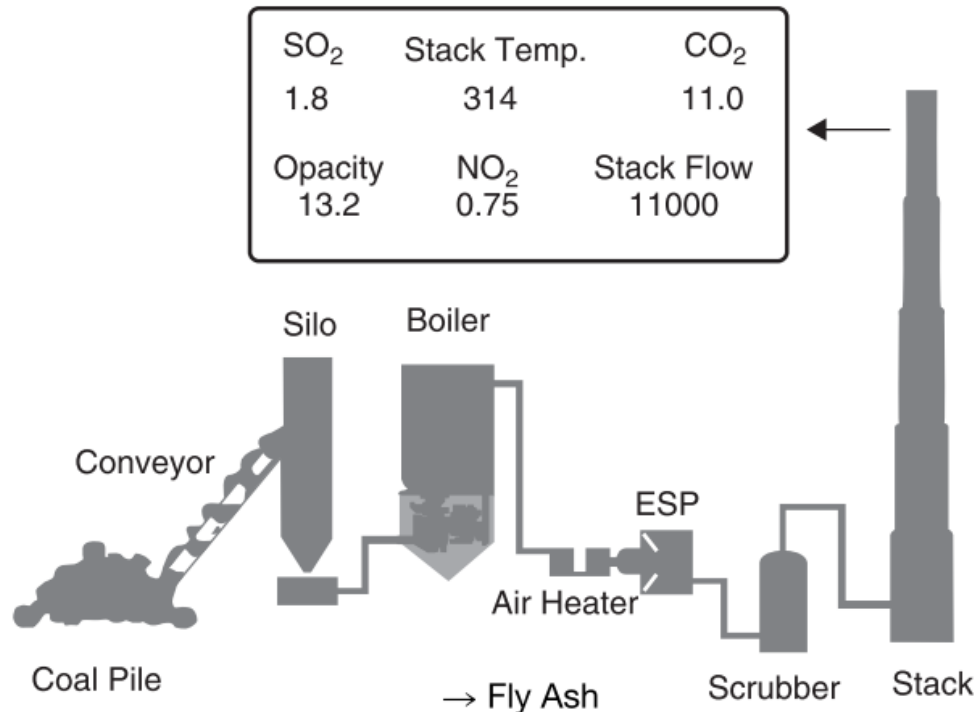 SO₂ Stack Temp. CO₂
1.8 314 11.0
Opacity NO₂ Stack Flow
13.2 0.75 11000
Silo Boiler
Conveyor
ESP
Air Heater
Coal Pile Scrubber Stack
→ Fly Ash